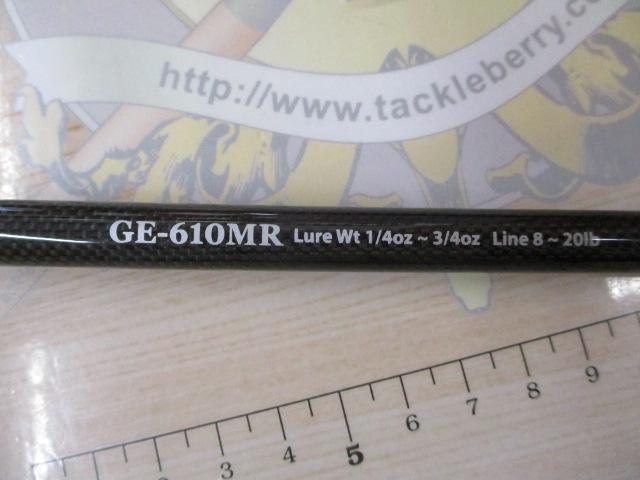 http://www.tackleberry.co
GE-610MR Lure Wt 1/4oz ~ 3/4oz Line 8 ~ 20lb
3 4 5 6 7 8 9